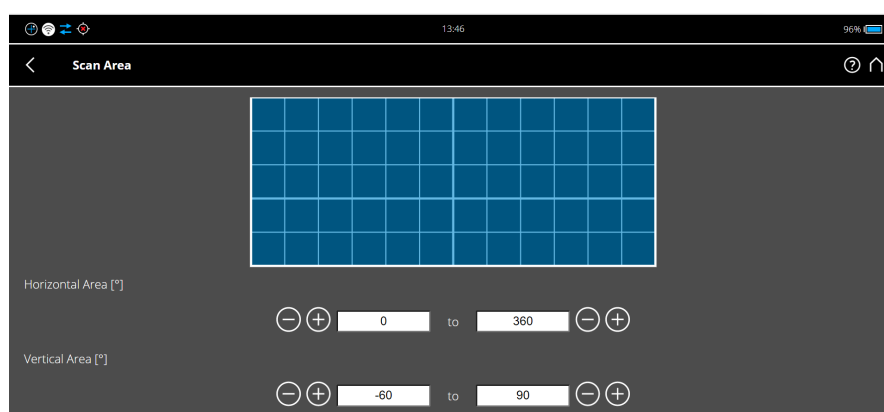 13:46
96%
Scan Area
Horizontal Area [°]
0 to 360
Vertical Area [°]
-60 to 90